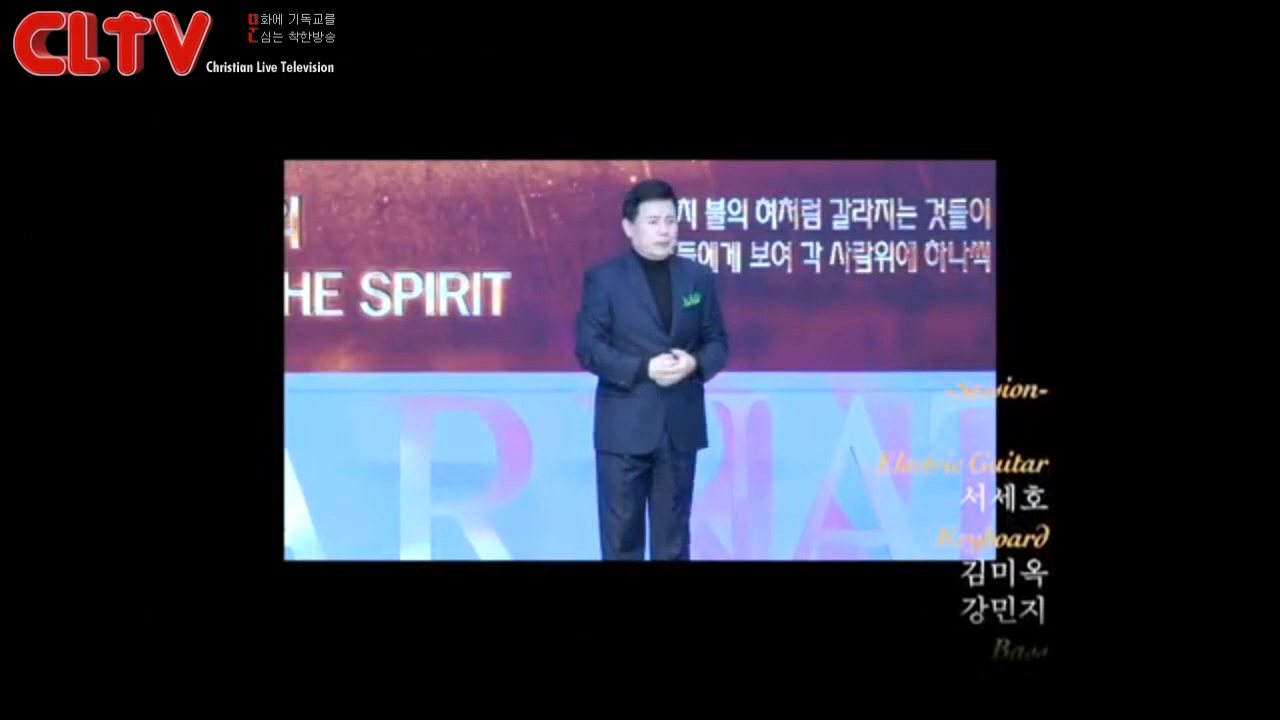 CLTV
문화에 기독교를
심는 착한방송
Christian Live Television
의
HE SPIRIT
치 불의 혀처럼 갈라지는 것들이
들에게 보여 각 사람위에 하나씩
-Session-
Electric Guitar
서세호
Keyboard
김미옥
강민지
Bass